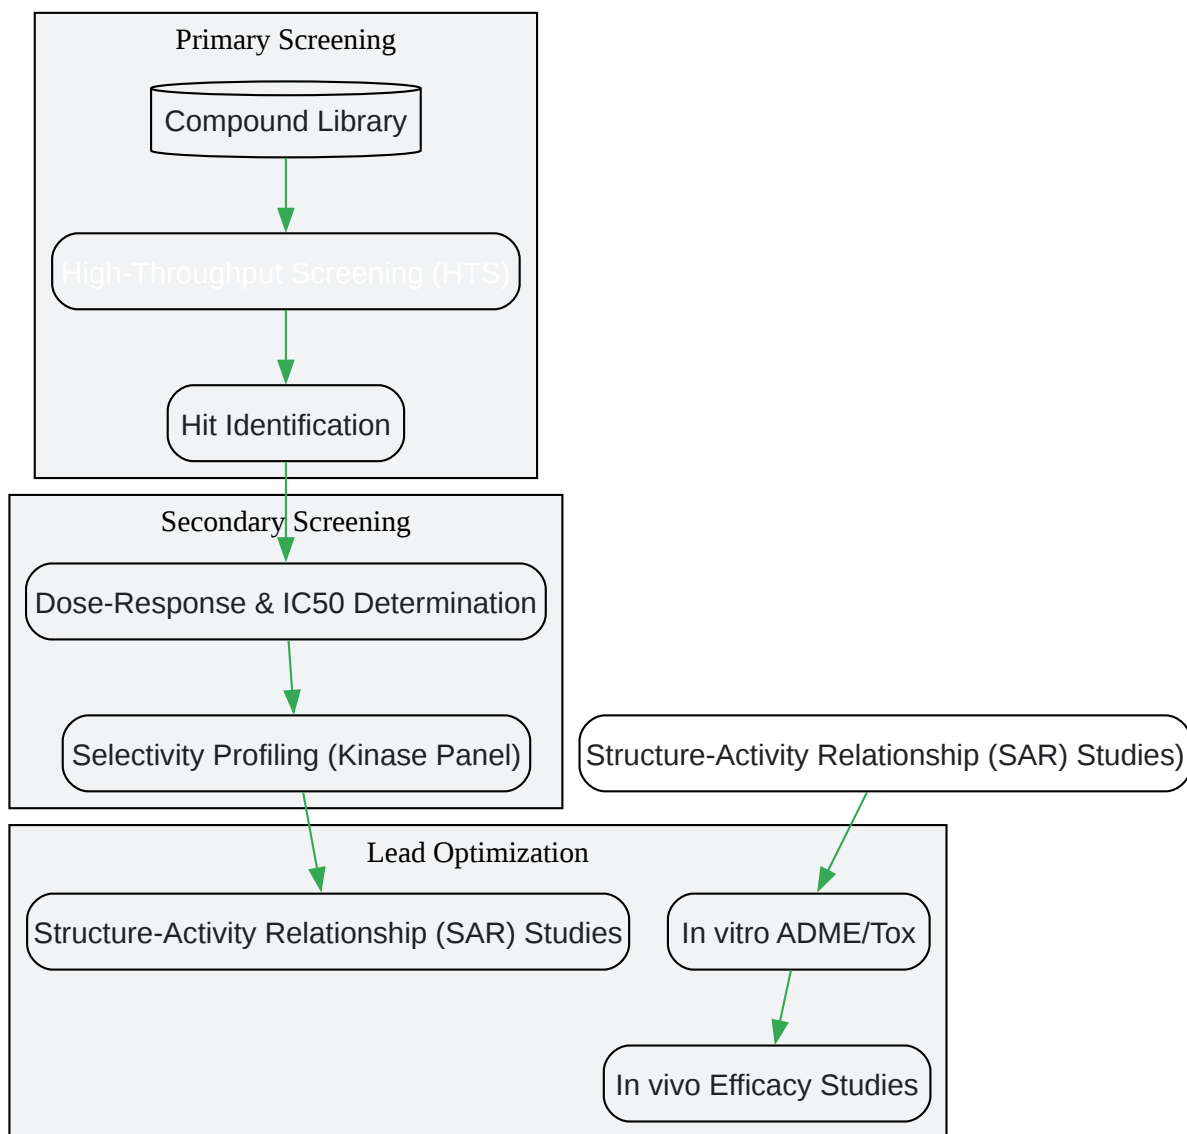 Primary Screening
Compound Library
High-Throughput Screening (HTS)
Hit Identification
Secondary Screening
Dose-Response & IC50 Determination
Selectivity Profiling (Kinase Panel)
Structure-Activity Relationship (SAR) Studies)
Lead Optimization
Structure-Activity Relationship (SAR) Studies
In vitro ADME/Tox
In vivo Efficacy Studies